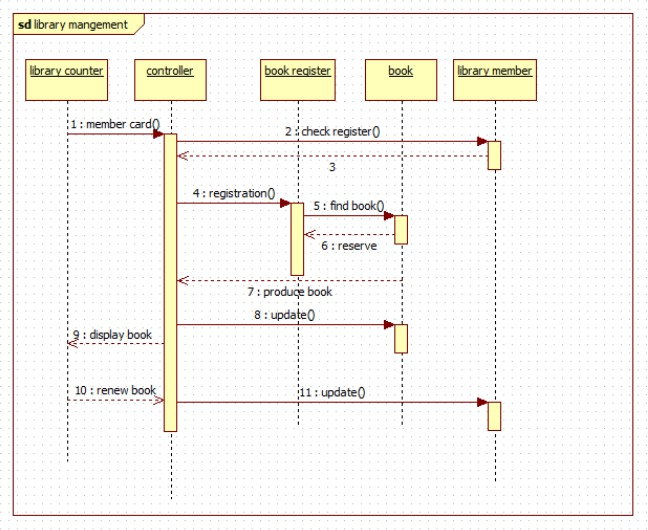 sd library mangement
library counter
controller
book register
book
library member
1 : member card()
2 : check register()
3
4 : registration()
5 : find book()
6 : reserve
7 : produce book
8 : update()
9 : display book
10 : renew book
11 : update()